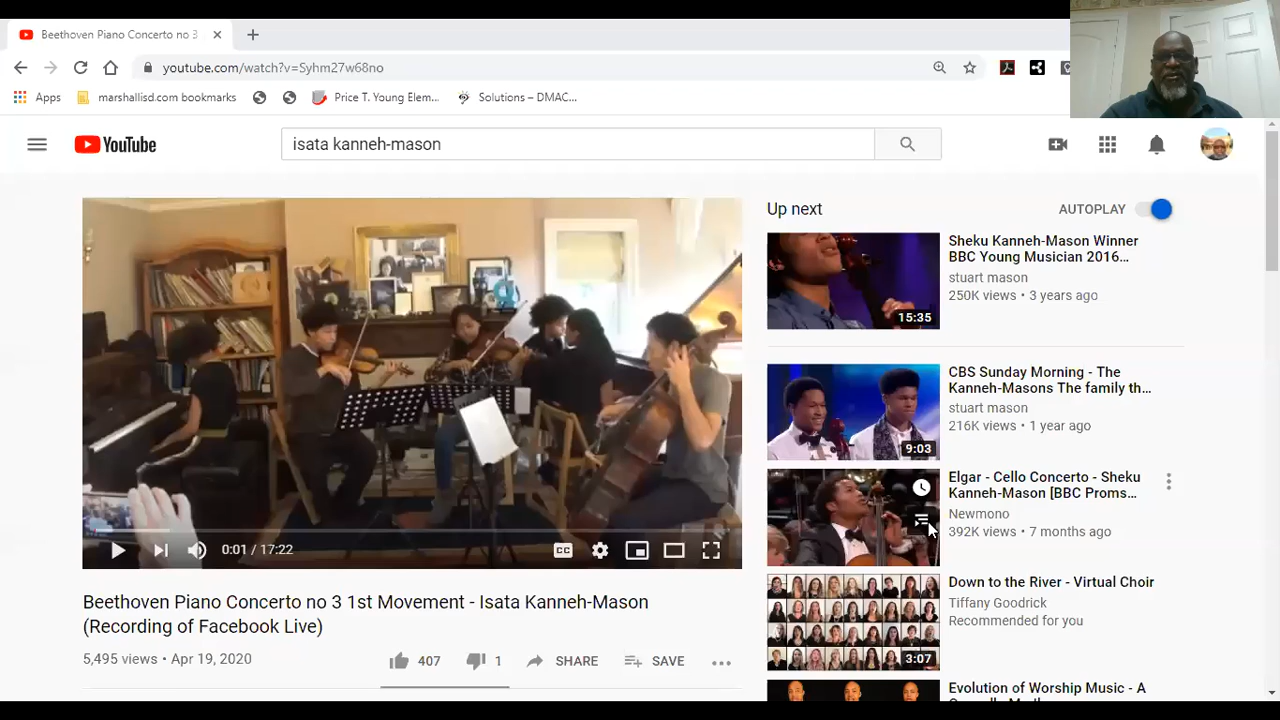 Beethoven Piano Concerto no 3
youtube.com/watch?v=Syhm27w68no
Apps
marshallisd.com bookmarks
Price T. Young Elem...
Solutions – DMAC...
YouTube
isata kanneh-mason
Up next
AUTOPLAY
Sheku Kanneh-Mason Winner
BBC Young Musician 2016...
stuart mason
250K views • 3 years ago
15:35
CBS Sunday Morning - The
Kanneh-Masons The family th...
stuart mason
216K views • 1 year ago
9:03
Elgar - Cello Concerto - Sheku
Kanneh-Mason [BBC Proms...
Newmono
392K views • 7 months ago
Down to the River - Virtual Choir
Tiffany Goodrick
Recommended for you
3:07
Evolution of Worship Music - A
0:01 / 17:22
CC
Beethoven Piano Concerto no 3 1st Movement - Isata Kanneh-Mason
(Recording of Facebook Live)
5,495 views • Apr 19, 2020
407
1
SHARE
SAVE